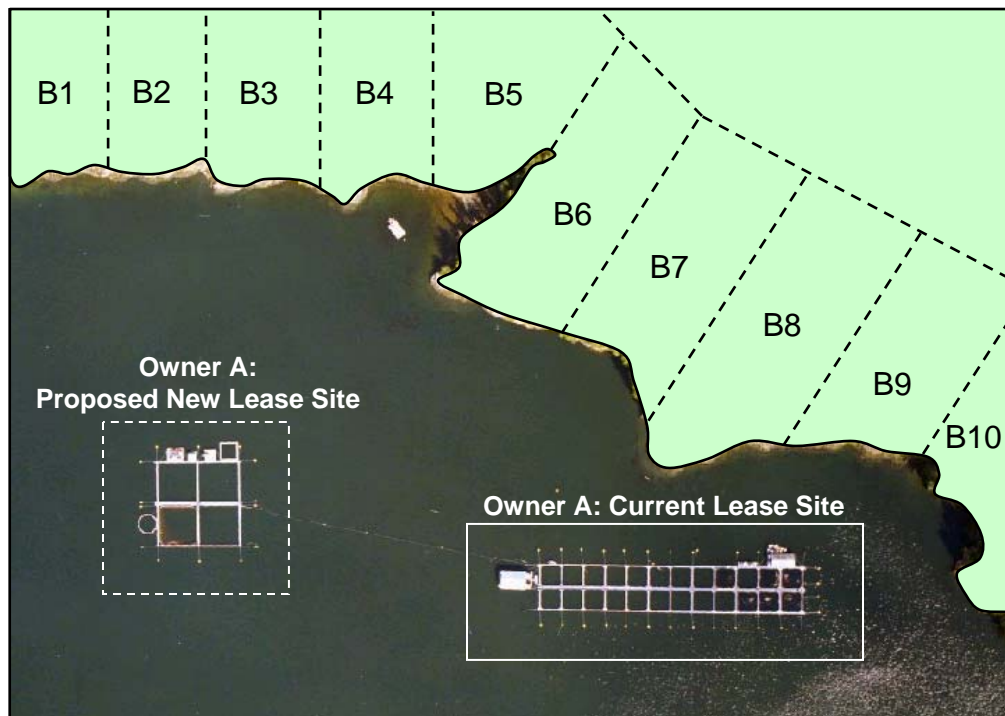 B1
B2
B3
B4
B5
B6
B7
B8
B9
B10
Owner A:
Proposed New Lease Site
Owner A: Current Lease Site